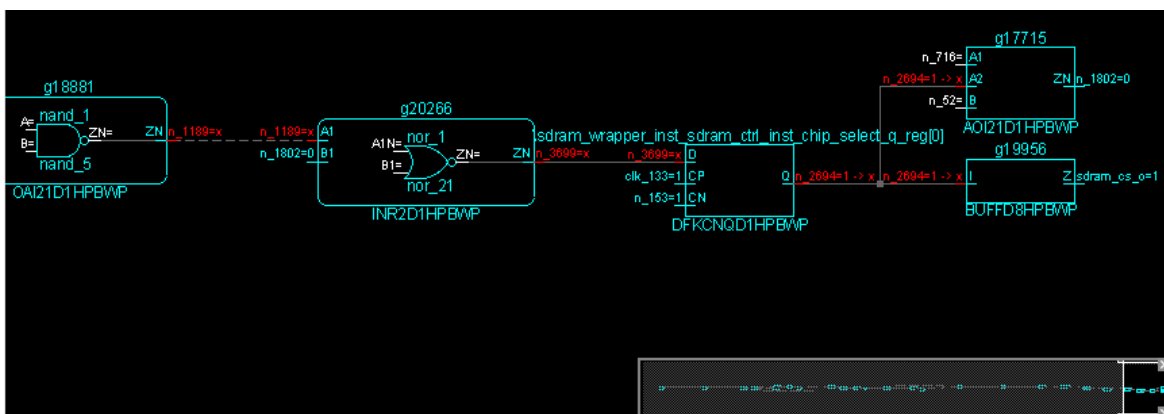 g17715
n_716= A1
n_2694=1 -> x A2
ZN n_1802=0
n_52= B
AOI21D1HPBWP
g18881
nand_1
A=
B=
ZN=
ZN n_1189=x
nand_5
OAI21D1HPBWP
g20266
n_1189=x A1
n_1802=0 B1
A1N= nor_1
B1=
ZN=
ZN n_3699=x
nor_21
INR2D1HPBWP
sdram_wrapper_inst_sdram_ctrl_inst_chip_select_q_reg[0]
n_3699=x D
clk_133=1 CP
n_153=1 CN
Q n_2694=1 -> x
DFKCNQD1HPBWP
g19956
n_2694=1 -> x I
Z sdram_cs_o=1
BUFFD8HPBWP